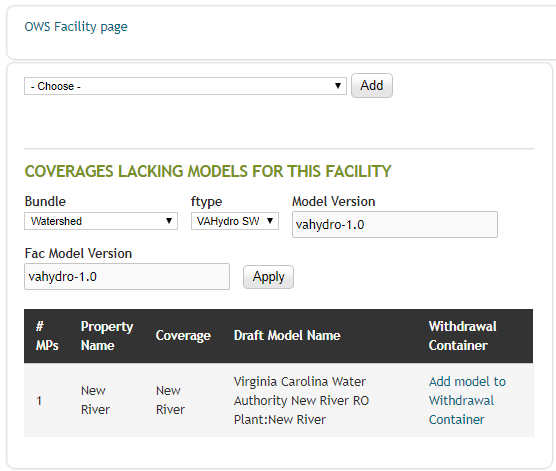 OWS Facility page
- Choose -
Add
COVERAGES LACKING MODELS FOR THIS FACILITY
Bundle ftype Model Version
Watershed VAHydro SW vahydro-1.0
Fac Model Version
vahydro-1.0 Apply
# MPs Property Name Coverage Draft Model Name Withdrawal Container
1 New River New River Virginia Carolina Water Authority New River RO Plant:New River Add model to Withdrawal Container